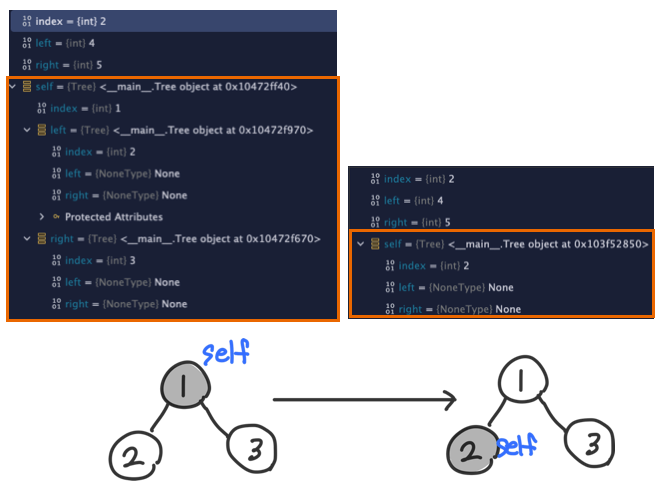 index = {int} 2
left = {int} 4
right = {int} 5
self = {Tree} <__main__.Tree object at 0x10472ff40>
index = {int} 1
left = {Tree} <__main__.Tree object at 0x10472f970>
index = {int} 2
left = {NoneType} None
right = {NoneType} None
Protected Attributes
right = {Tree} <__main__.Tree object at 0x10472f670>
index = {int} 3
left = {NoneType} None
right = {NoneType} None
index = {int} 2
left = {int} 4
right = {int} 5
self = {Tree} <__main__.Tree object at 0x103f52850>
index = {int} 2
left = {NoneType} None
right = {NoneType} None
self
1
2
3
1
2
self
3